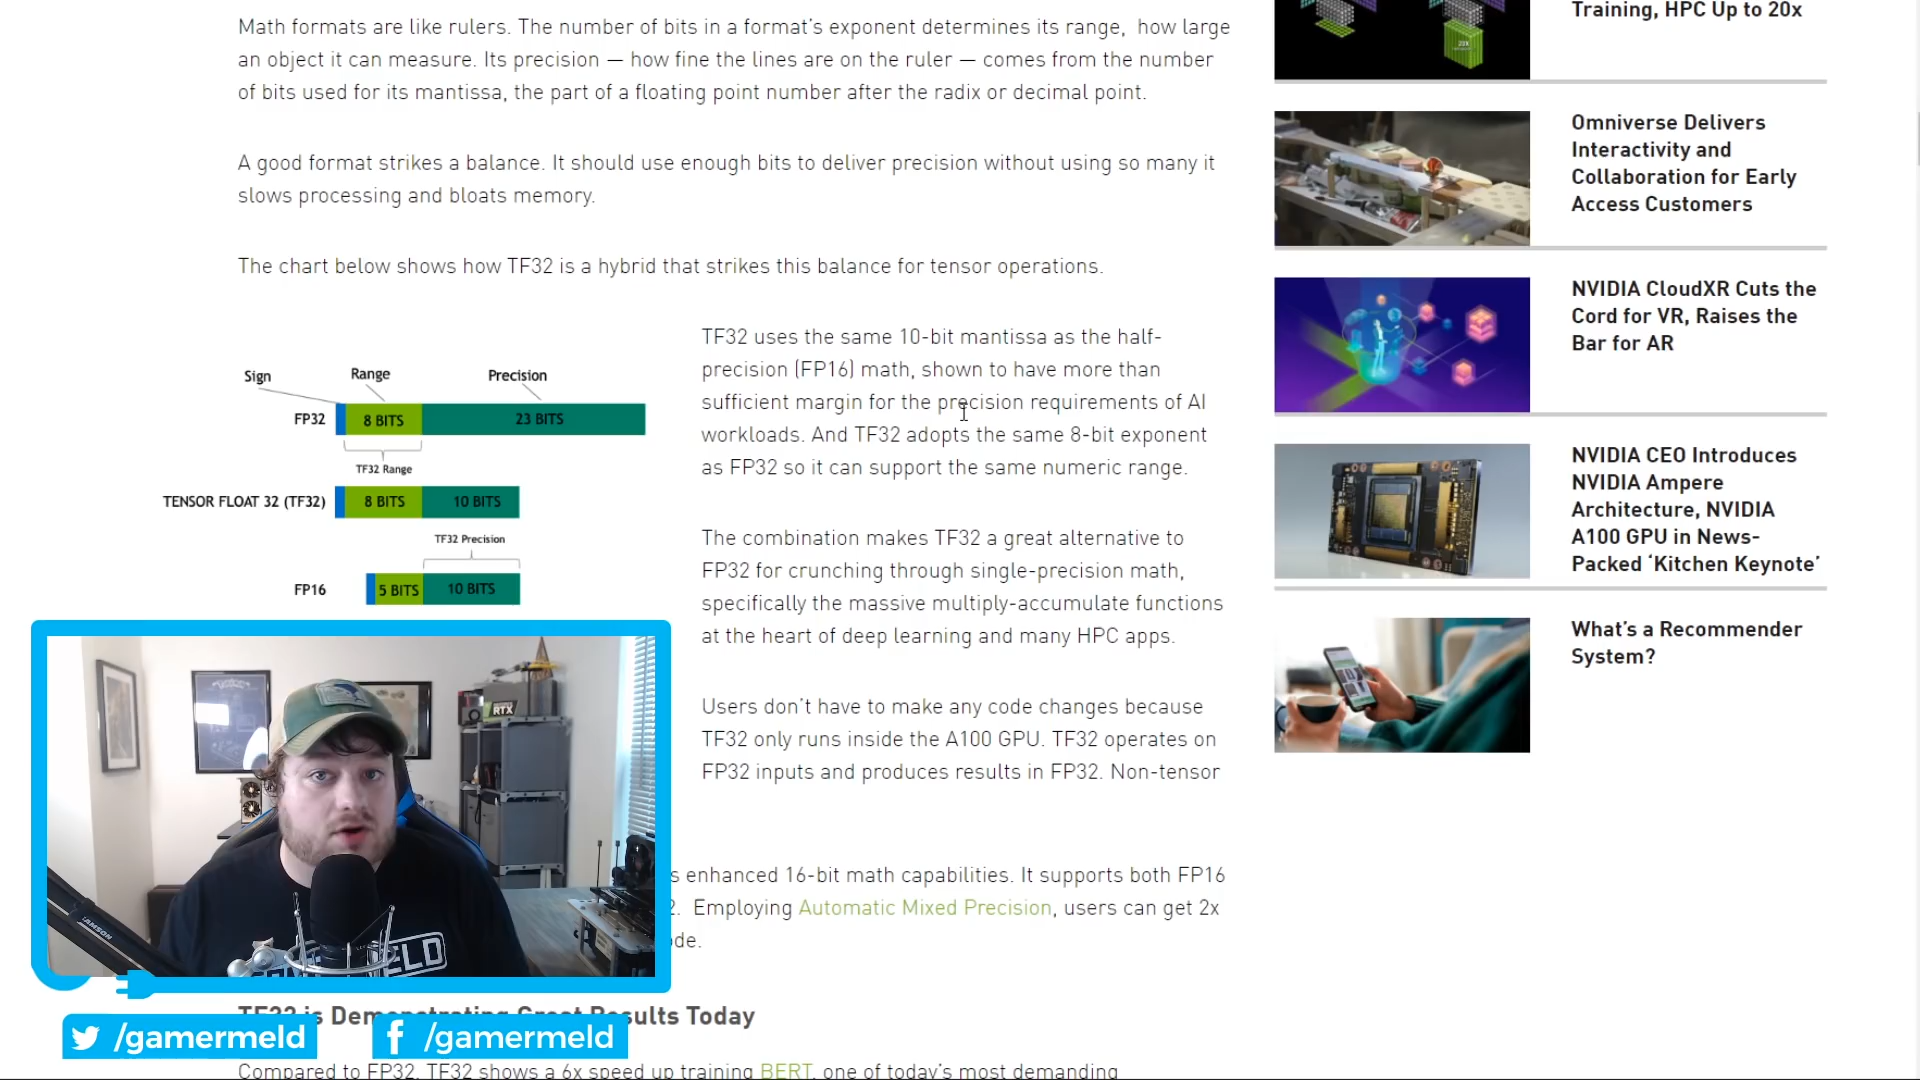 Math formats are like rulers. The number of bits in a format's exponent determines its range, how large
an object it can measure. Its precision — how fine the lines are on the ruler — comes from the number
of bits used for its mantissa, the part of a floating point number after the radix or decimal point.
A good format strikes a balance. It should use enough bits to deliver precision without using so many it
slows processing and bloats memory.
The chart below shows how TF32 is a hybrid that strikes this balance for tensor operations.
Sign
Range
Precision
FP32
8 BITS
23 BITS
TF32 Range
TENSOR FLOAT 32 (TF32)
8 BITS
10 BITS
TF32 Precision
FP16
5 BITS
10 BITS
TF32 uses the same 10-bit mantissa as the half-
precision (FP16) math, shown to have more than
sufficient margin for the precision requirements of AI
workloads. And TF32 adopts the same 8-bit exponent
as FP32 so it can support the same numeric range.
The combination makes TF32 a great alternative to
FP32 for crunching through single-precision math,
specifically the massive multiply-accumulate functions
at the heart of deep learning and many HPC apps.
Users don't have to make any code changes because
TF32 only runs inside the A100 GPU. TF32 operates on
FP32 inputs and produces results in FP32. Non-tensor
s enhanced 16-bit math capabilities. It supports both FP16
2. Employing Automatic Mixed Precision, users can get 2x
de.
TF32 is Demonstrating Great Results Today
Compared to FP32, TF32 shows a 6x speed up training BERT, one of today's most demanding
Training, HPC Up to 20x
Omniverse Delivers
Interactivity and
Collaboration for Early
Access Customers
NVIDIA CloudXR Cuts the
Cord for VR, Raises the
Bar for AR
NVIDIA CEO Introduces
NVIDIA Ampere
Architecture, NVIDIA
A100 GPU in News-
Packed ‘Kitchen Keynote’
What's a Recommender
System?
RTX
SAMSON
ELD
/gamermeld
/gamermeld